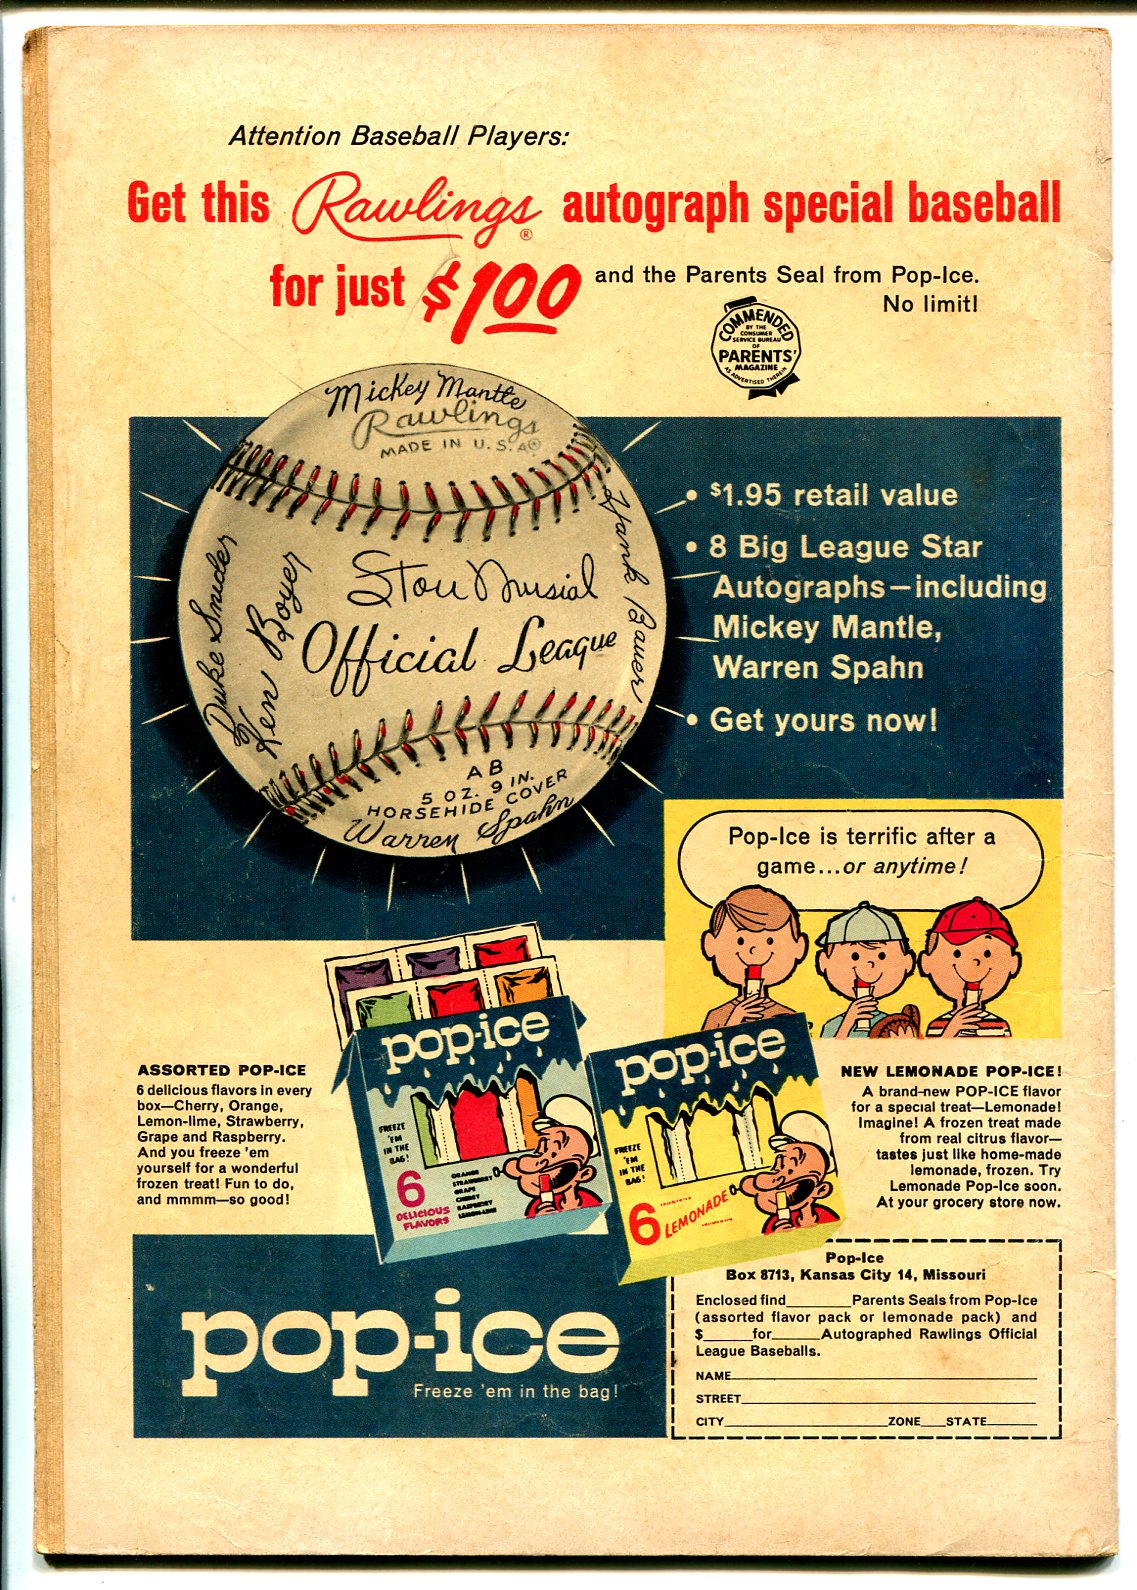 Attention Baseball Players:
Get this Rawlings® autograph special baseball
for just $1.00 and the Parents Seal from Pop-Ice.
No limit!
COMMENDED
BY THE
CONSUMER
SERVICE BUREAU
OF
PARENTS'
MAGAZINE
AS ADVERTISED THEREIN
Mickey Mantle
Rawlings
MADE IN U.S.A®
Duke Snider
Ken Boyer
Stan Musial
Official League
Hank Bauer
AB
5 OZ. 9 IN.
HORSEHIDE COVER
Warren Spahn
• $1.95 retail value
• 8 Big League Star
Autographs—including
Mickey Mantle,
Warren Spahn
• Get yours now!
Pop-Ice is terrific after a
game...or anytime!
ASSORTED POP-ICE
6 delicious flavors in every
box—Cherry, Orange,
Lemon-lime, Strawberry,
Grape and Raspberry.
And you freeze 'em
yourself for a wonderful
frozen treat! Fun to do,
and mmmm—so good!
pop-ice
FREEZE
'EM
IN THE
BAG!
6
DELICIOUS
FLAVORS
ORANGE
STRAWBERRY
GRAPE
CHERRY
RASPBERRY
LEMON-LIME
pop-ice
FREEZE
'EM
IN THE
BAG!
6 LEMONADE
NEW LEMONADE POP-ICE!
A brand-new POP-ICE flavor
for a special treat—Lemonade!
Imagine! A frozen treat made
from real citrus flavor—
tastes just like home-made
lemonade, frozen. Try
Lemonade Pop-Ice soon.
At your grocery store now.
pop-ice
Freeze 'em in the bag!
Pop-Ice
Box 8713, Kansas City 14, Missouri
Enclosed find________Parents Seals from Pop-Ice
(assorted flavor pack or lemonade pack) and
$______for______Autographed Rawlings Official
League Baseballs.
NAME
STREET
CITY ZONE STATE